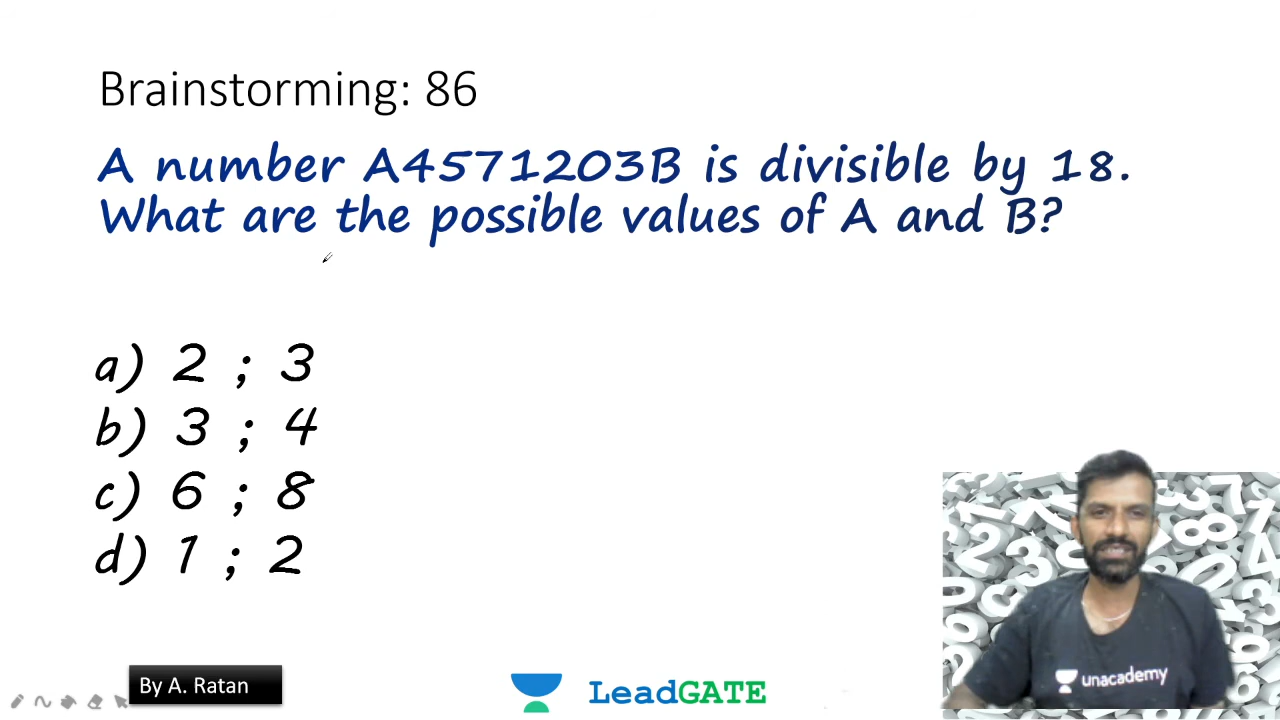 Brainstorming: 86
A number A4571203B is divisible by 18.
What are the possible values of A and B?
a) 2 ; 3
b) 3 ; 4
c) 6 ; 8
d) 1 ; 2
By A. Ratan
LeadGATE
unacademy